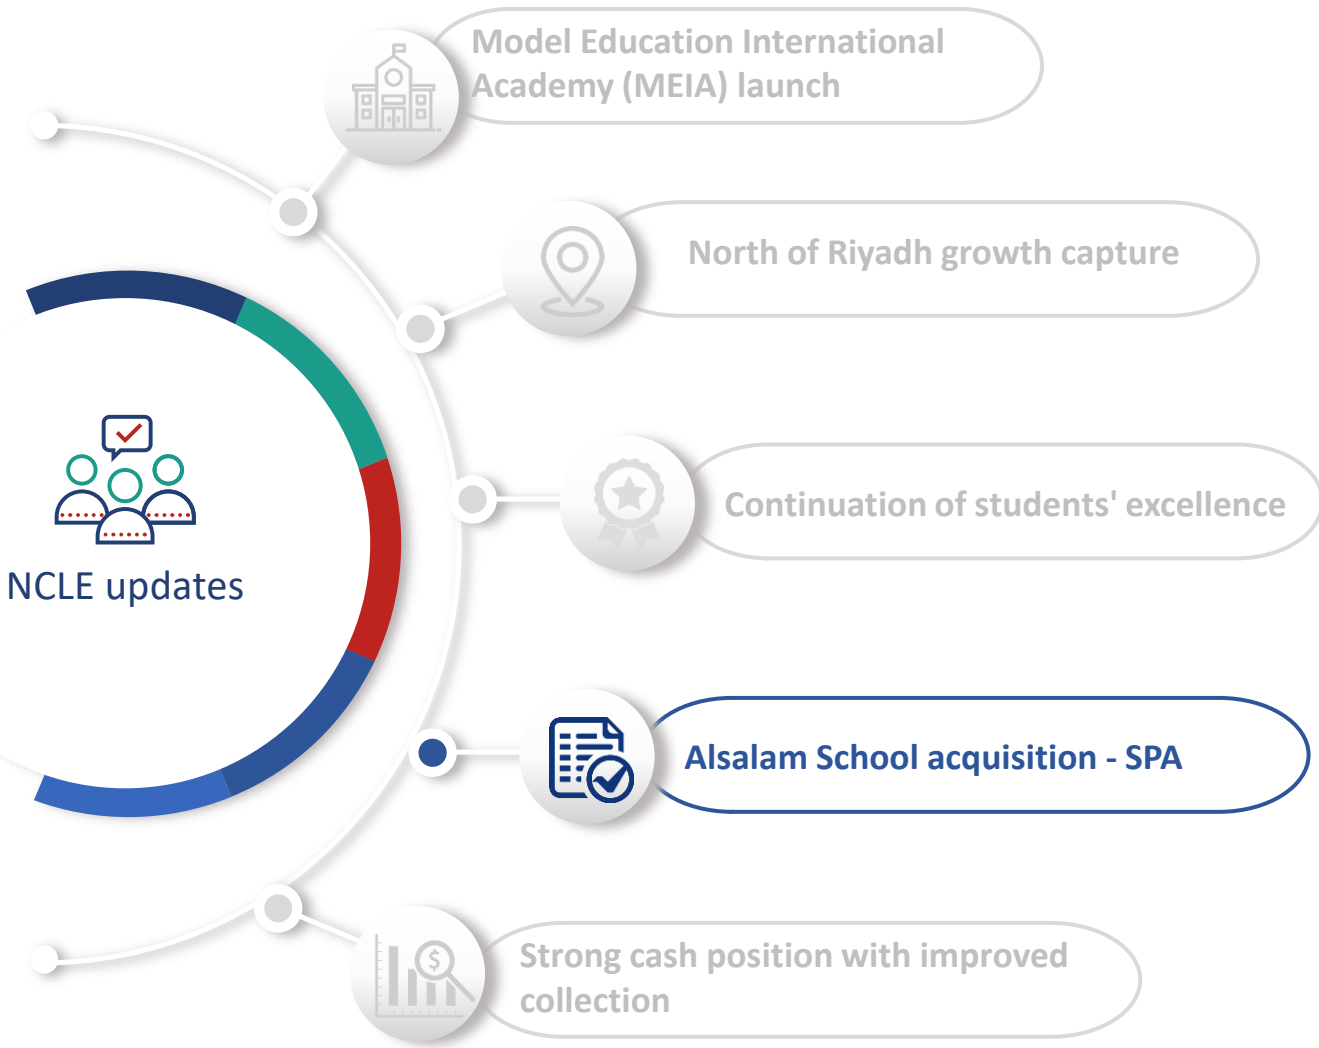 Model Education International
Academy (MEIA) launch
North of Riyadh growth capture
Continuation of students' excellence
NCLE updates
Alsalam School acquisition - SPA
Strong cash position with improved
collection
$